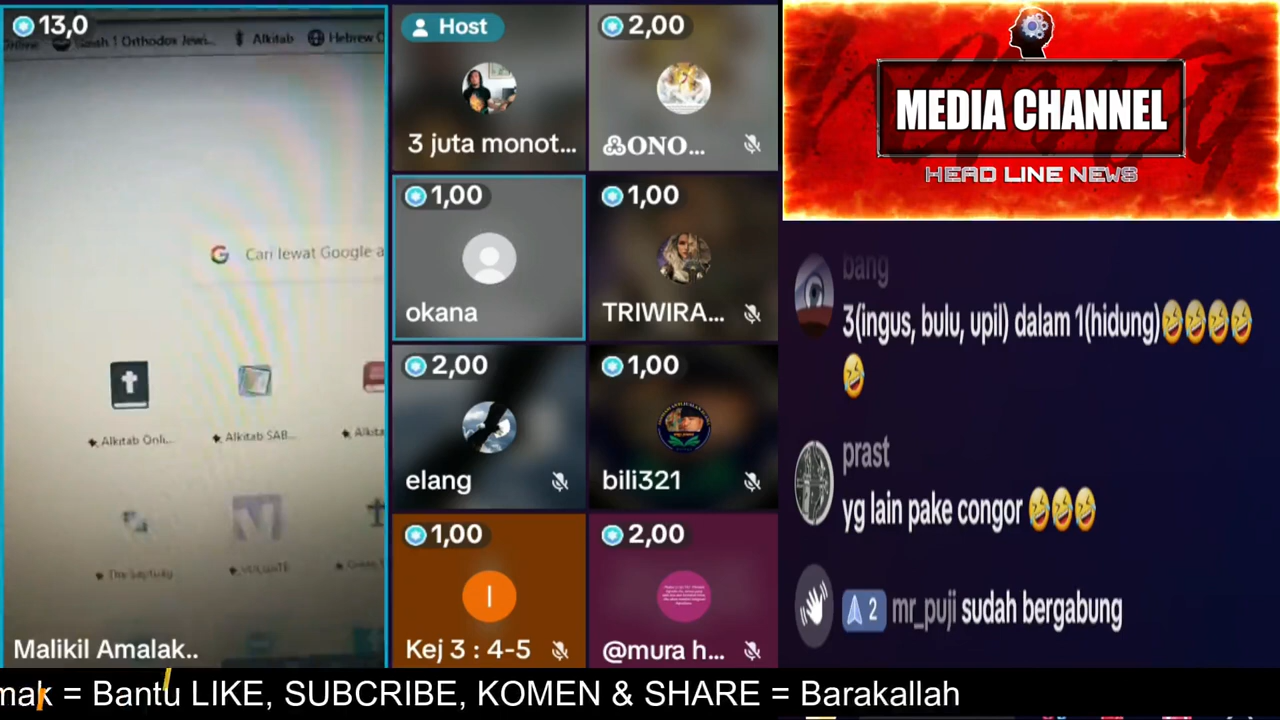 13,0
1 Orthodox Jewi...
Alkitab
Hebrew
Cari lewat Google a
Alkitab Onli...
Alkitab SAB...
VULGATE
Malikil Amalak..
Host
3 juta monot...
2,00
ONO...
1,00
okana
1,00
TRIWIRA...
2,00
elang
1,00
bili321
1,00
I
Kej 3 : 4-5
2,00
@mura h...
MEDIA CHANNEL
HEAD LINE NEWS
bang
3(ingus, bulu, upil) dalam 1(hidung)🤣🤣🤣🤣
🤣
prast
yg lain pake congor 🤣🤣🤣
2 mr_puji sudah bergabung
mak = Bantu LIKE, SUBCRIBE, KOMEN & SHARE = Barakallah